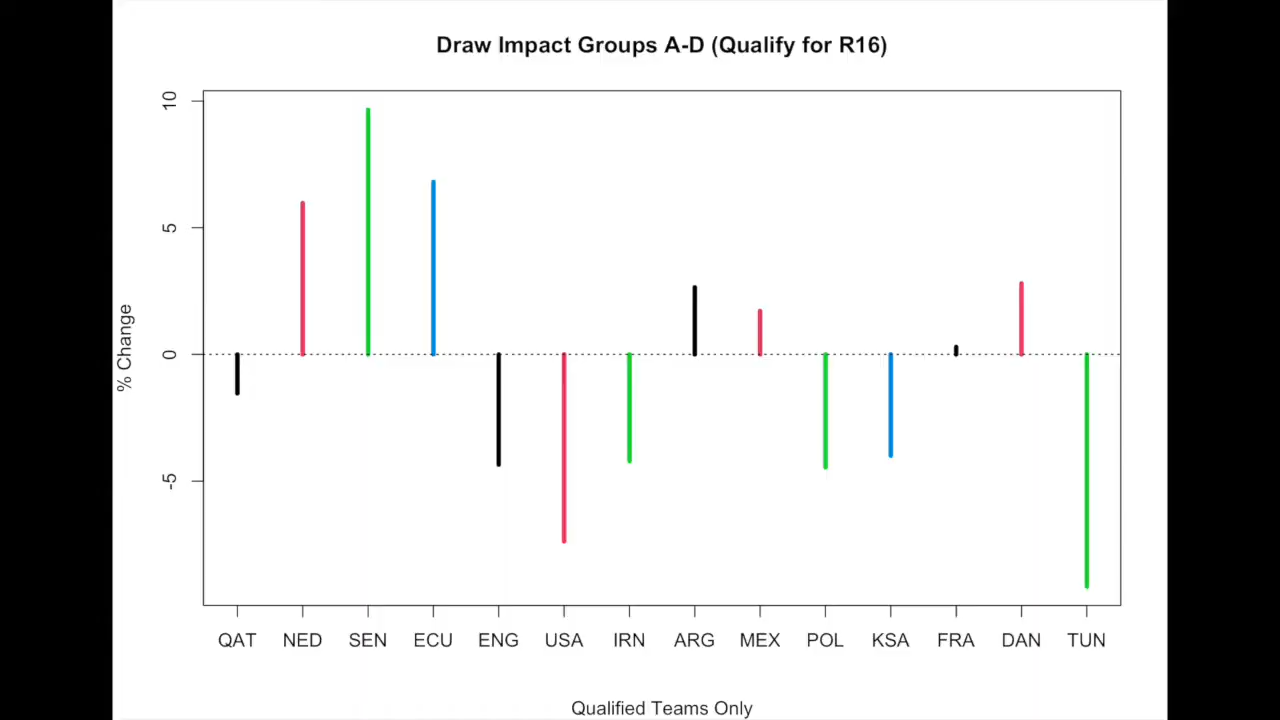 Draw Impact Groups A-D (Qualify for R16)
% Change
10
5
0
-5
QAT NED SEN ECU ENG USA IRN ARG MEX POL KSA FRA DAN TUN
Qualified Teams Only